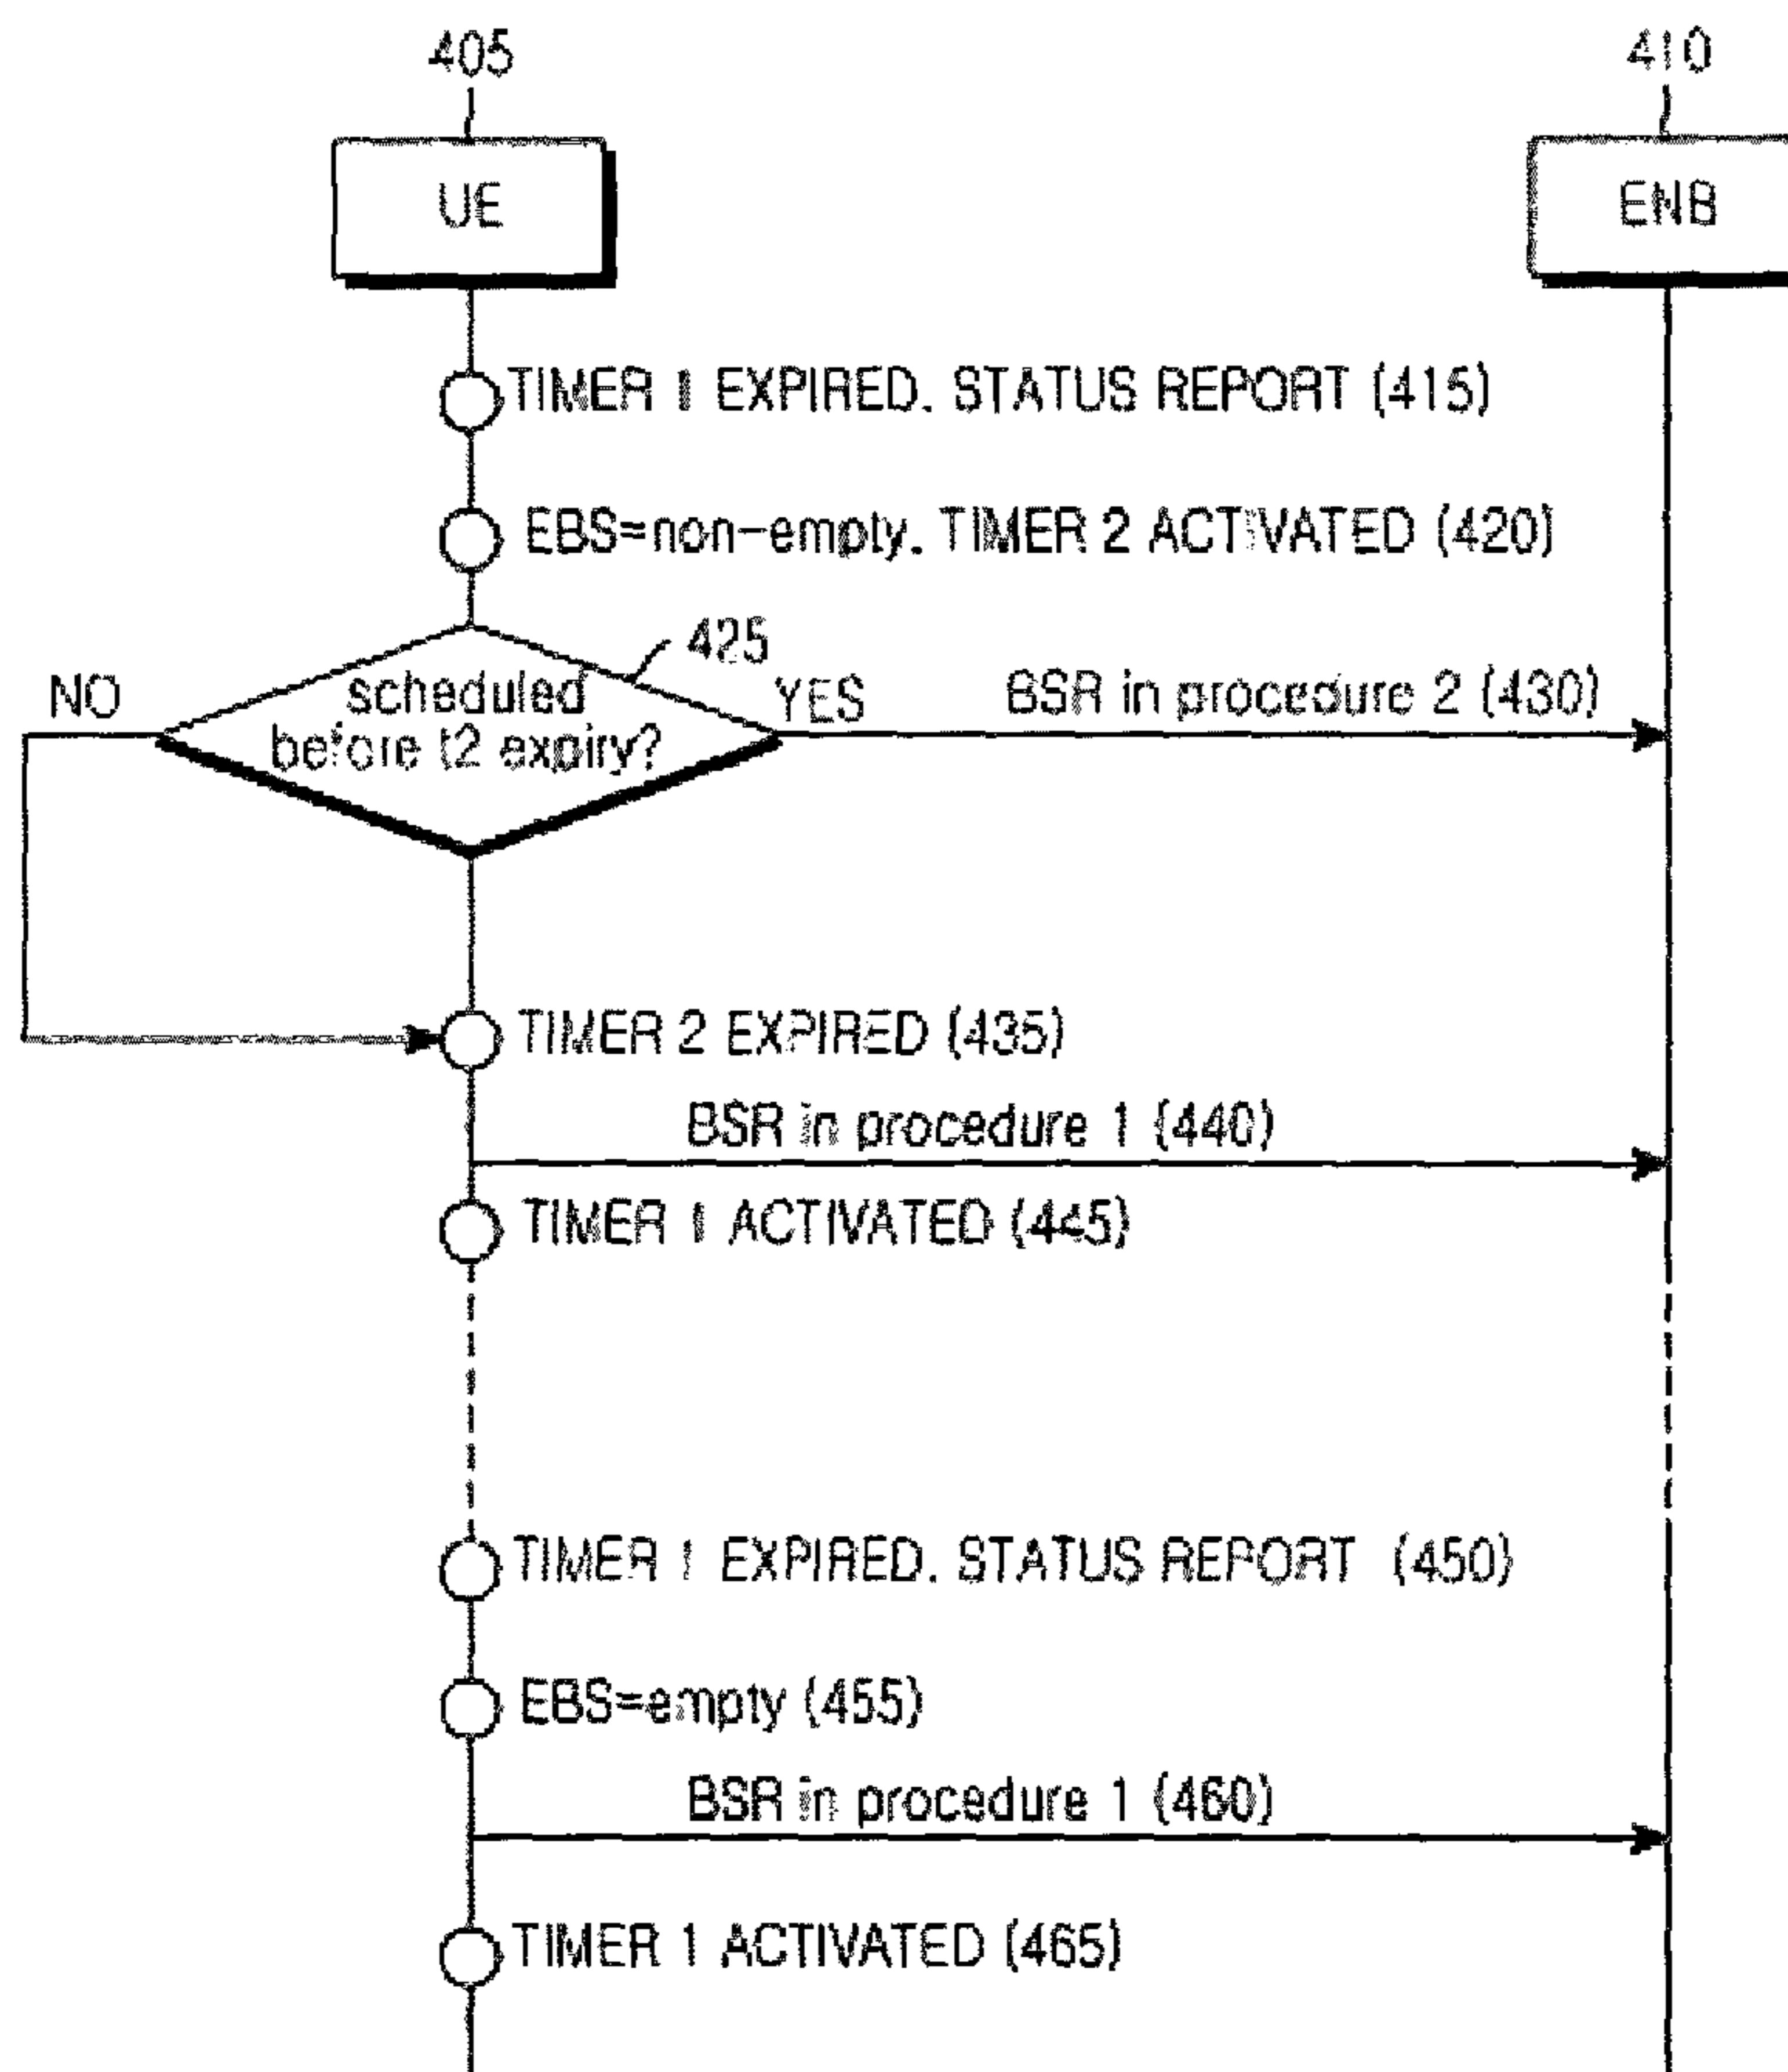 405
410
UE
ENB
TIMER 1 EXPIRED. STATUS REPORT (415)
EBS=non-empty. TIMER 2 ACTIVATED (420)
425
NO
scheduled
before t2 expiry?
YES
BSR in procedure 2 (430)
TIMER 2 EXPIRED (435)
BSR in procedure 1 (440)
TIMER 1 ACTIVATED (445)
TIMER 1 EXPIRED. STATUS REPORT (450)
EBS=empty (455)
BSR in procedure 1 (460)
TIMER 1 ACTIVATED (465)